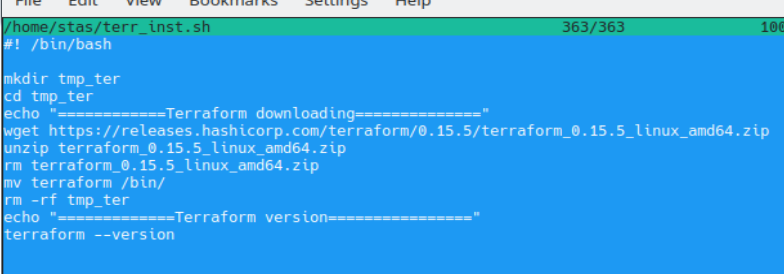 File Edit View Bookmarks Settings Help
/home/stas/terr_inst.sh 363/363 100
#! /bin/bash
mkdir tmp_ter
cd tmp_ter
echo "============Terraform downloading=============="
wget https://releases.hashicorp.com/terraform/0.15.5/terraform_0.15.5_linux_amd64.zip
unzip terraform_0.15.5_linux_amd64.zip
rm terraform_0.15.5_linux_amd64.zip
mv terraform /bin/
rm -rf tmp_ter
echo "=============Terraform version================"
terraform --version